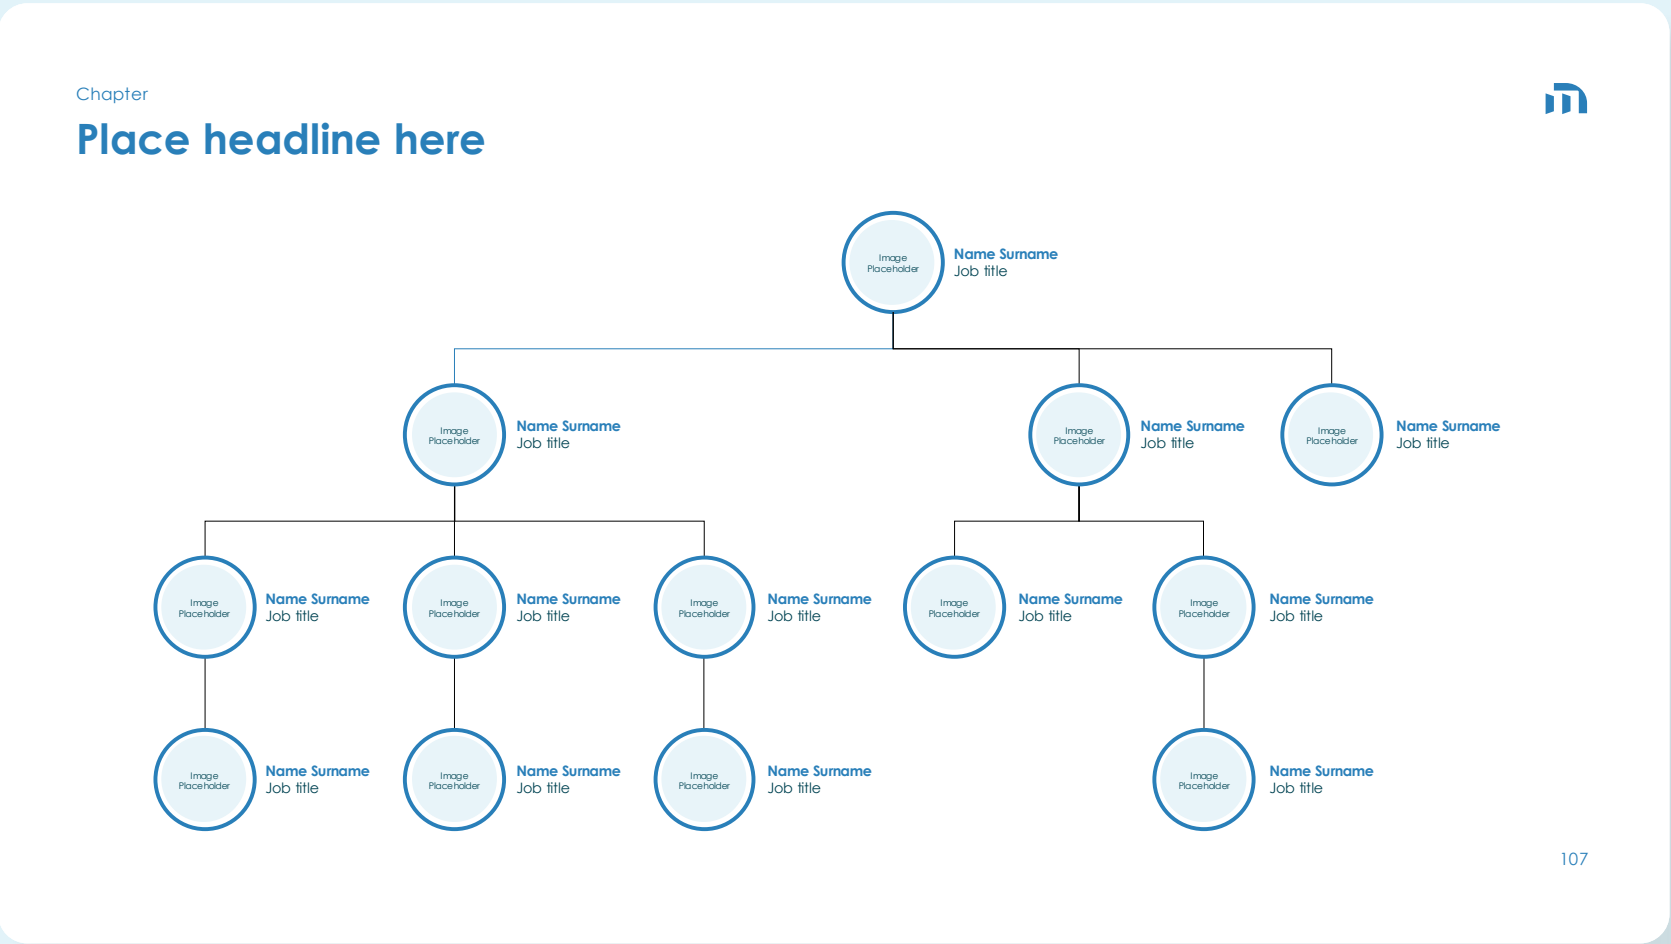 Chapter
Place headline here
Image
Placeholder
Name Surname
Job title
Image
Placeholder
Name Surname
Job title
Image
Placeholder
Name Surname
Job title
Image
Placeholder
Name Surname
Job title
Image
Placeholder
Name Surname
Job title
Image
Placeholder
Name Surname
Job title
Image
Placeholder
Name Surname
Job title
Image
Placeholder
Name Surname
Job title
Image
Placeholder
Name Surname
Job title
Image
Placeholder
Name Surname
Job title
Image
Placeholder
Name Surname
Job title
Image
Placeholder
Name Surname
Job title
Image
Placeholder
Name Surname
Job title
107